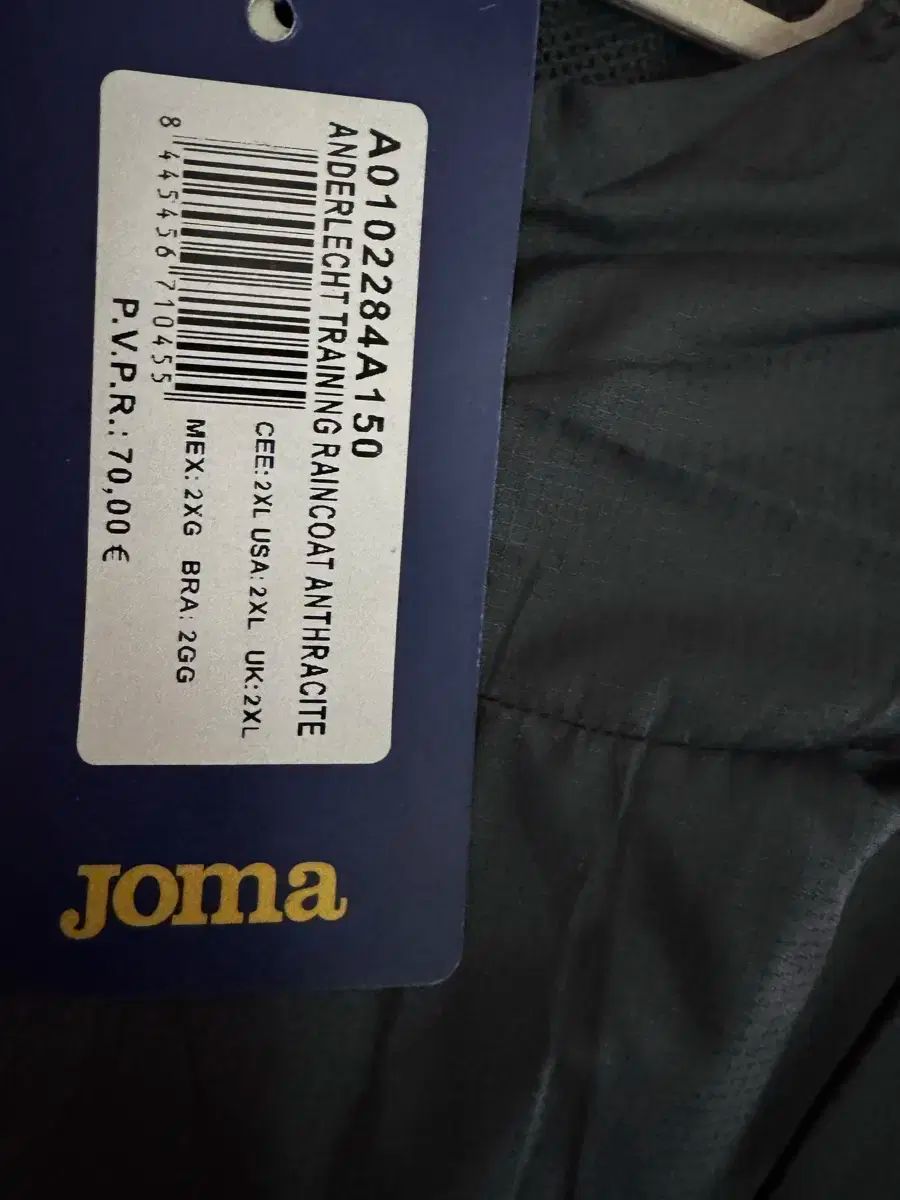 A0102284A150
ANDERLECHT TRAINING RAINCOAT ANTHRACITE
8 445456 710455
CEE: 2XL USA: 2XL UK: 2XL
MEX: 2XG BRA: 2GG
P.V.P.R.: 70,00 €
Joma